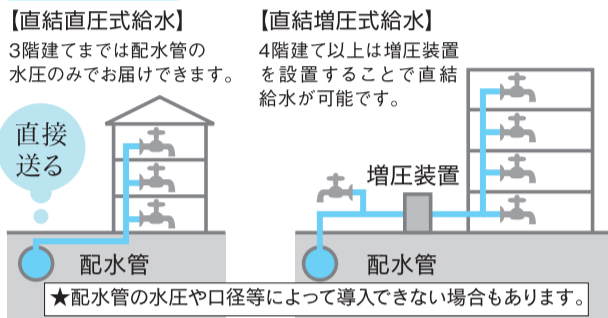 【直結直圧式給水】
3階建てまでは配水管の
水圧のみでお届けできます。
直接
送る
配水管
【直結増圧式給水】
4階建て以上は増圧装置
を設置することで直結
給水が可能です。
増圧装置
配水管
★配水管の水圧や口径等によって導入できない場合もあります。